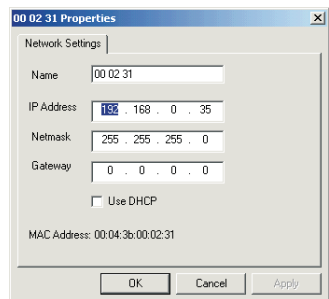 00 02 31 Properties
Network Settings
Name 00 02 31
IP Address 192 . 168 . 0 . 35
Netmask 255 . 255 . 255 . 0
Gateway 0 . 0 . 0 . 0
Use DHCP
MAC Address: 00:04:3b:00:02:31
OK Cancel Apply